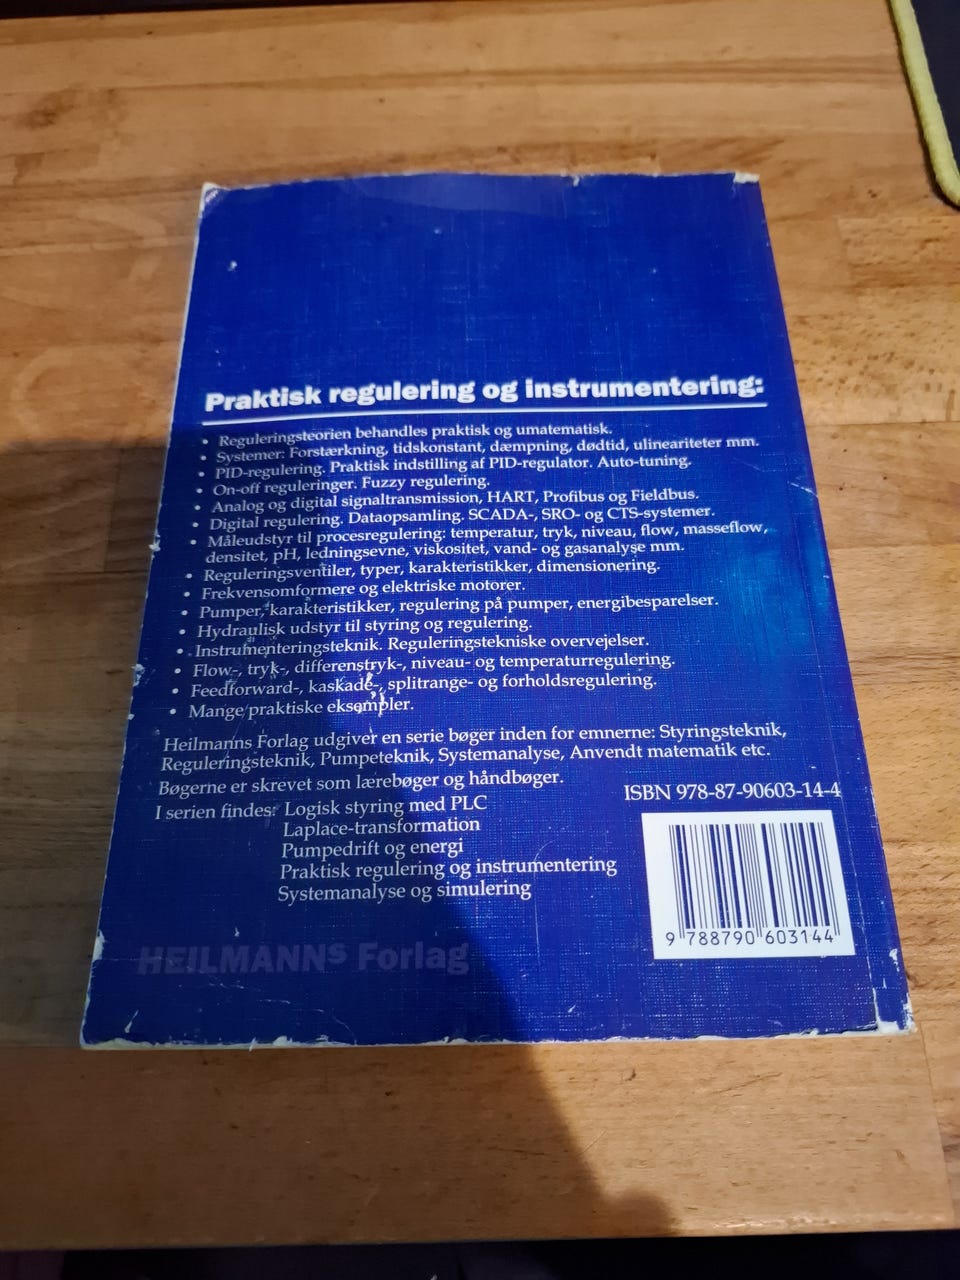 Praktisk regulering og instrumentering:
• Reguleringsteorien behandles praktisk og umatematisk.
• Systemer: Forstærkning, tidskonstant, dæmpning, dødtid, ulineariteter mm.
• PID-regulering. Praktisk indstilling af PID-regulator. Auto-tuning.
• On-off reguleringer. Fuzzy regulering.
• Analog og digital signaltransmission, HART, Profibus og Fieldbus.
• Digital regulering. Dataopsamling. SCADA-, SRO- og CTS-systemer.
• Måleudstyr til procesregulering: temperatur, tryk, niveau, flow, masseflow,
densitet, pH, ledningsevne, viskositet, vand- og gasanalyse mm.
• Reguleringsventiler, typer, karakteristikker, dimensionering.
• Frekvensomformere og elektriske motorer.
• Pumper, karakteristikker, regulering på pumper, energibesparelser.
• Hydraulisk udstyr til styring og regulering.
• Instrumenteringsteknik. Reguleringstekniske overvejelser.
• Flow-, tryk-, differenstryk-, niveau- og temperaturregulering.
• Feedforward-, kaskade-, splitrange- og forholdsregulering.
• Mange praktiske eksempler.
Heilmanns Forlag udgiver en serie bøger inden for emnerne: Styringsteknik,
Reguleringsteknik, Pumpeteknik, Systemanalyse, Anvendt matematik etc.
Bøgerne er skrevet som lærebøger og håndbøger.
I serien findes: Logisk styring med PLC
Laplace-transformation
Pumpedrift og energi
Praktisk regulering og instrumentering
Systemanalyse og simulering
ISBN 978-87-90603-14-4
9 788790 603144
HEILMANNS Forlag